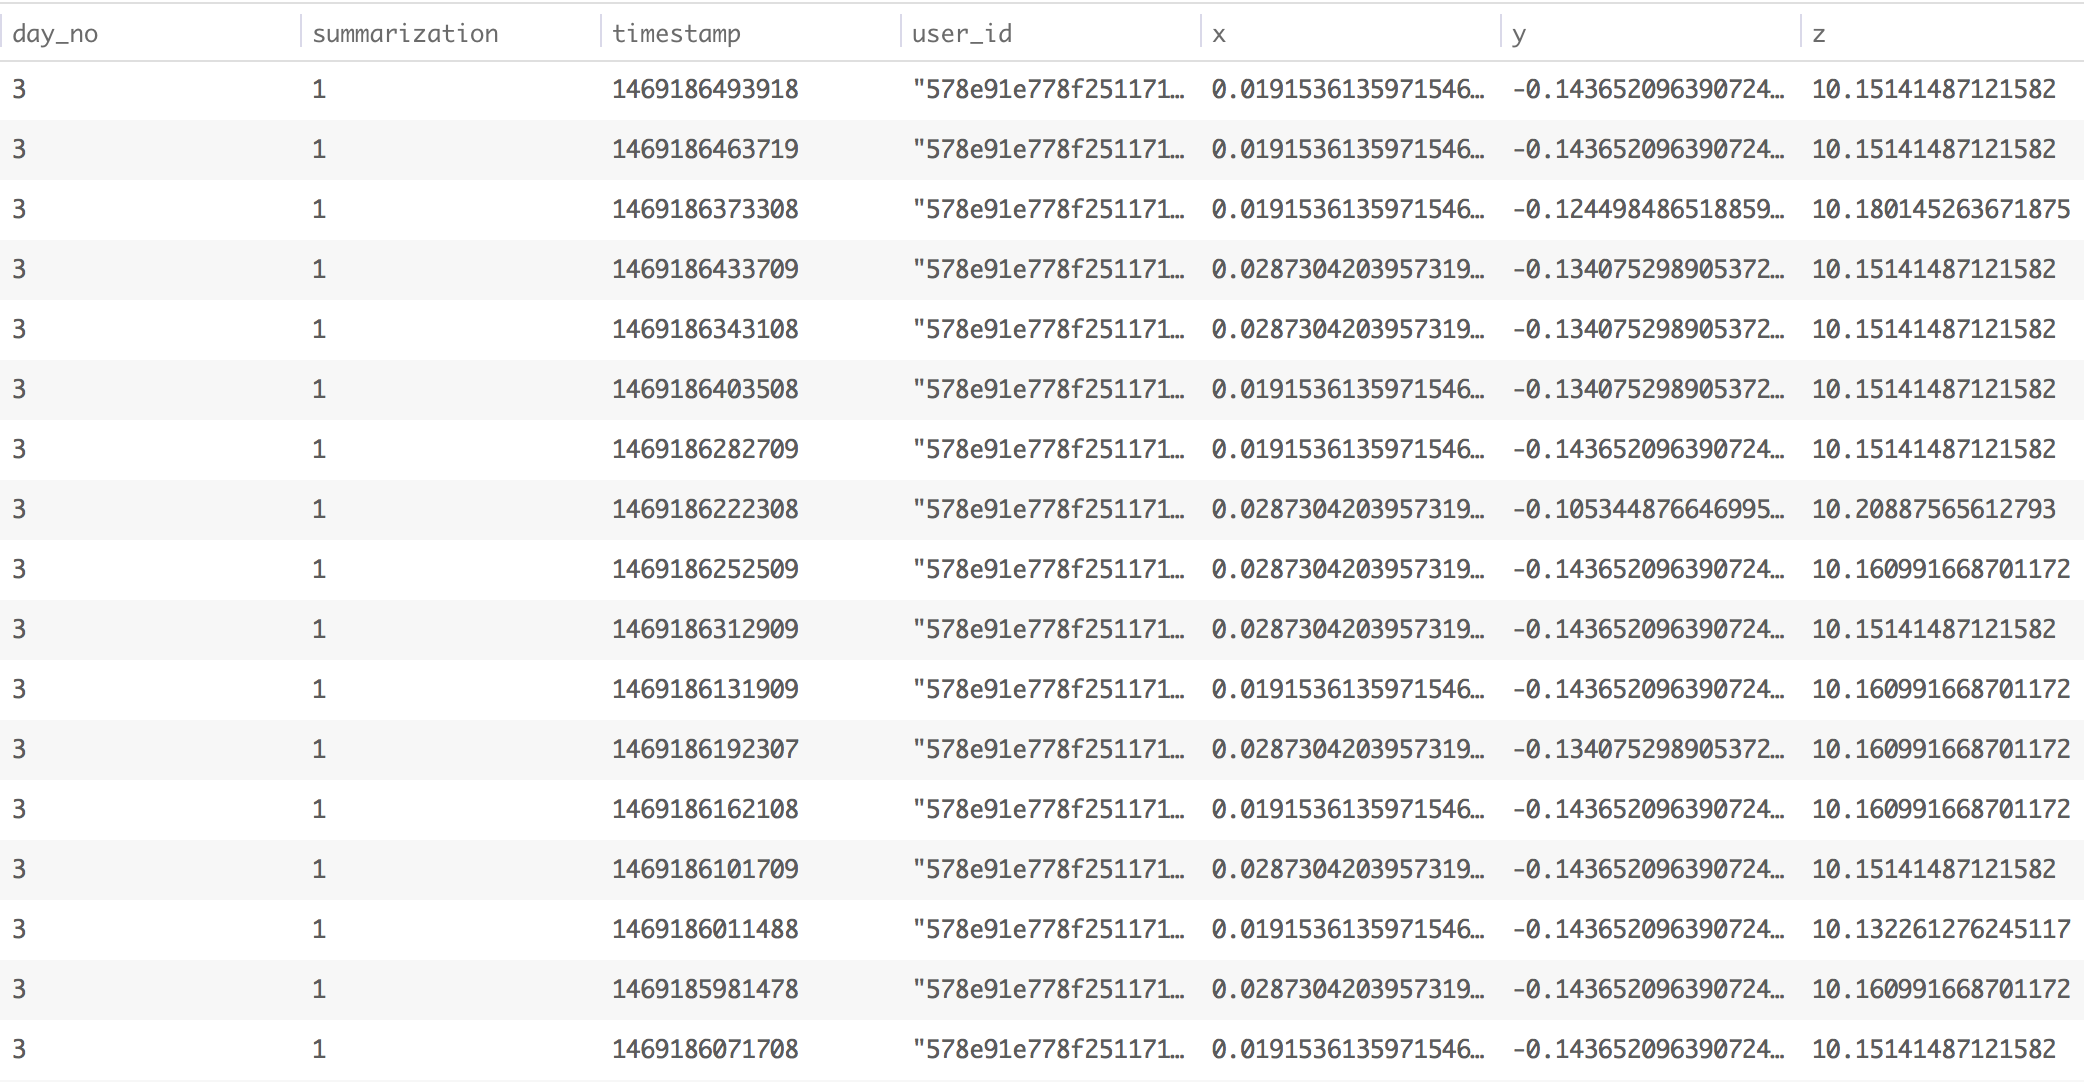 day_no summarization timestamp user_id x y z
3 1 1469186493918 "578e91e778f251171… 0.0191536135971546… -0.143652096390724… 10.15141487121582
3 1 1469186463719 "578e91e778f251171… 0.0191536135971546… -0.143652096390724… 10.15141487121582
3 1 1469186373308 "578e91e778f251171… 0.0191536135971546… -0.124498486518859… 10.180145263671875
3 1 1469186433709 "578e91e778f251171… 0.0287304203957319… -0.134075298905372… 10.15141487121582
3 1 1469186343108 "578e91e778f251171… 0.0287304203957319… -0.134075298905372… 10.15141487121582
3 1 1469186403508 "578e91e778f251171… 0.0191536135971546… -0.134075298905372… 10.15141487121582
3 1 1469186282709 "578e91e778f251171… 0.0191536135971546… -0.143652096390724… 10.15141487121582
3 1 1469186222308 "578e91e778f251171… 0.0287304203957319… -0.105344876646995… 10.20887565612793
3 1 1469186252509 "578e91e778f251171… 0.0287304203957319… -0.143652096390724… 10.160991668701172
3 1 1469186312909 "578e91e778f251171… 0.0287304203957319… -0.143652096390724… 10.15141487121582
3 1 1469186131909 "578e91e778f251171… 0.0191536135971546… -0.143652096390724… 10.160991668701172
3 1 1469186192307 "578e91e778f251171… 0.0287304203957319… -0.134075298905372… 10.160991668701172
3 1 1469186162108 "578e91e778f251171… 0.0191536135971546… -0.143652096390724… 10.160991668701172
3 1 1469186101709 "578e91e778f251171… 0.0287304203957319… -0.143652096390724… 10.15141487121582
3 1 1469186011488 "578e91e778f251171… 0.0191536135971546… -0.143652096390724… 10.132261276245117
3 1 1469185981478 "578e91e778f251171… 0.0287304203957319… -0.143652096390724… 10.160991668701172
3 1 1469186071708 "578e91e778f251171… 0.0191536135971546… -0.143652096390724… 10.15141487121582